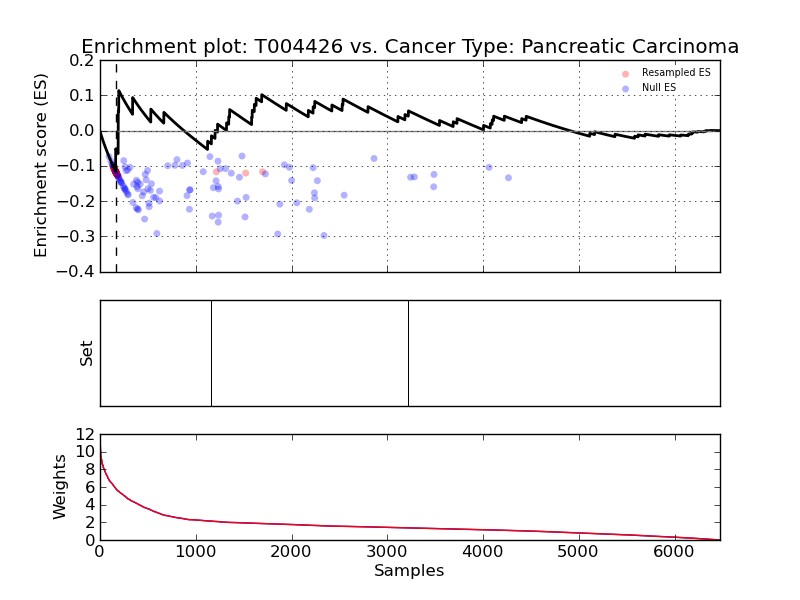 Enrichment plot: T004426 vs. Cancer Type: Pancreatic Carcinoma
Enrichment score (ES)
0.2
0.1
0.0
−0.1
−0.2
−0.3
−0.4
Resampled ES
Null ES
Set
Weights
12
10
8
6
4
2
0
0 1000 2000 3000 4000 5000 6000
Samples